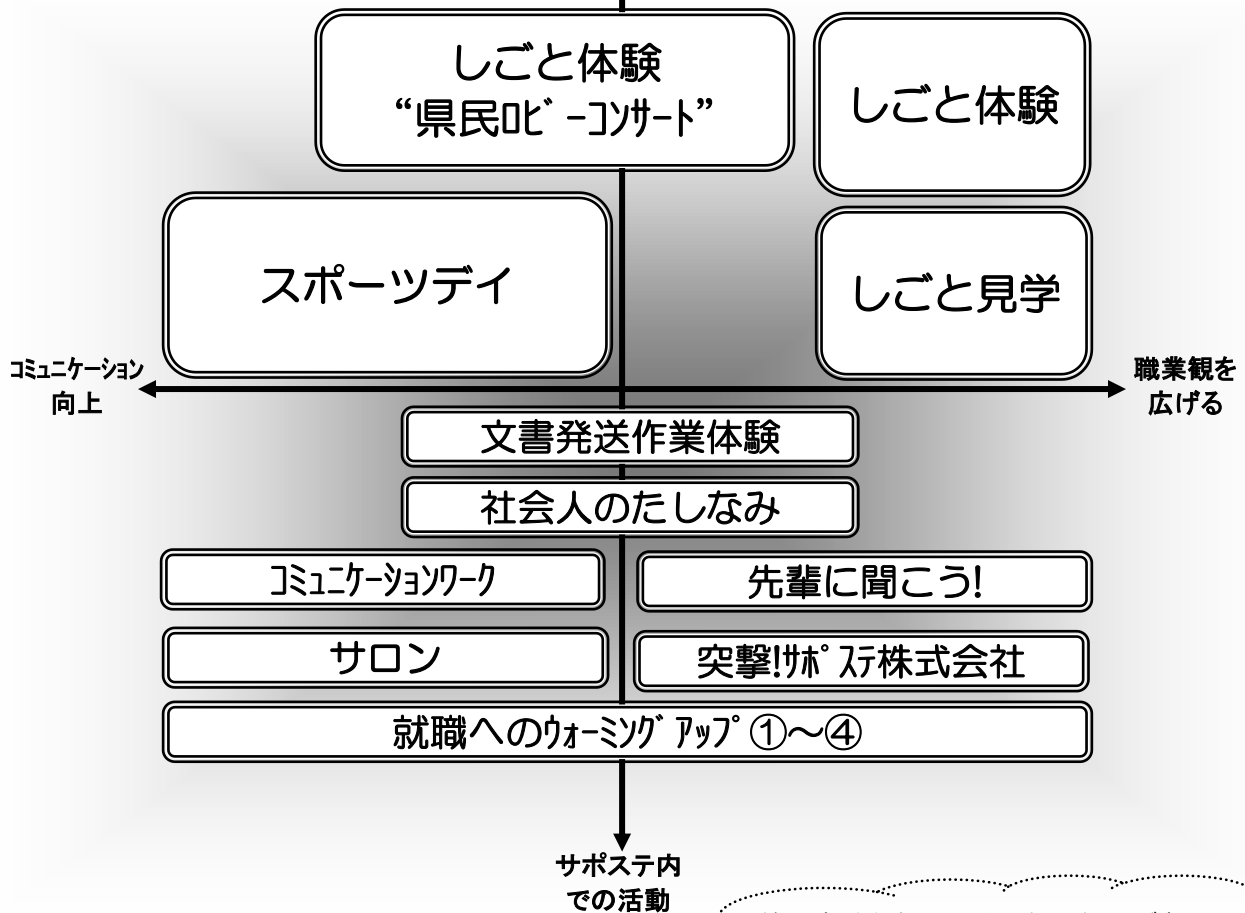 しごと体験
“県民ﾛﾋﾞｰｺﾝｻｰﾄ”
しごと体験
スポーツデイ
しごと見学
ｺﾐｭﾆｹｰｼｮﾝ
向上
職業観を
広げる
文書発送作業体験
社会人のたしなみ
ｺﾐｭﾆｹｰｼｮﾝﾜｰｸ
先輩に聞こう!
サロン
突撃!ｻﾎﾟｽﾃ株式会社
就職へのｳｫｰﾐﾝｸﾞｱｯﾌﾟ①～④
サポステ内
での活動